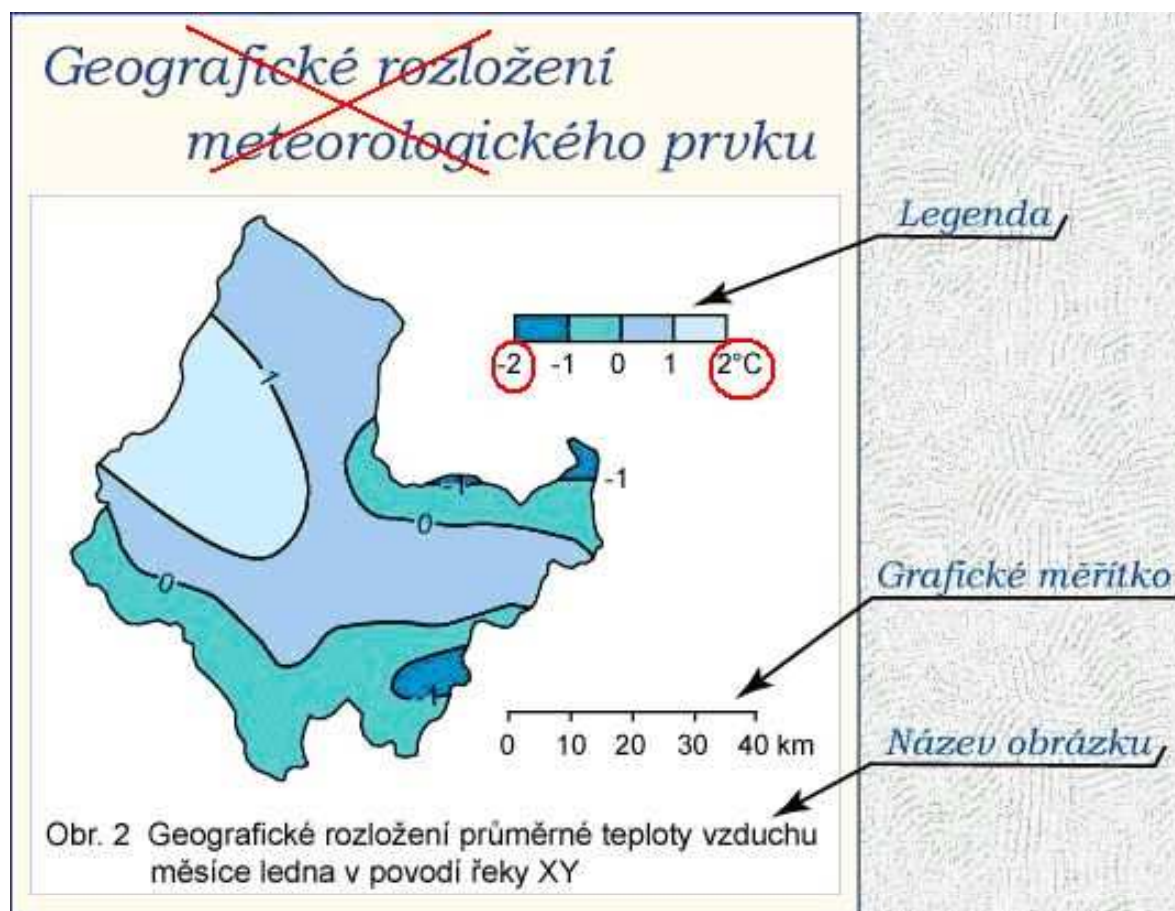 Geografické rozložení
meteorologického prvku
Legenda
-2 -1 0 1 2°C
1
-1
-1
0
0
Grafické měřítko
-1
0 10 20 30 40 km
Název obrázku
Obr. 2 Geografické rozložení průměrné teploty vzduchu
měsíce ledna v povodí řeky XY